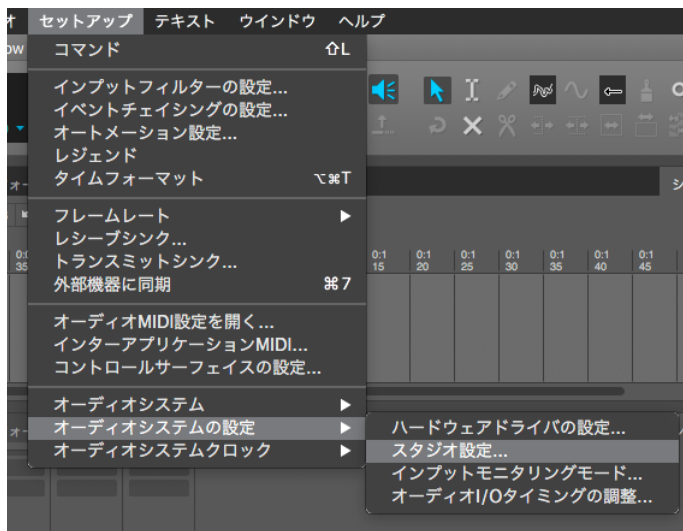 オ セットアップ テキスト ウインドウ ヘルプ
ow
コマンド ⇧L
インプットフィルターの設定...
イベントチェイシングの設定...
オートメーション設定...
レジェンド
タイムフォーマット ⌥⌘T
オー
シ
フレームレート ▶
レシーブシンク...
トランスミットシンク...
外部機器に同期 ⌘7
0:0 0:1 0:1 0:1 0:1 0:1 0:1 0:1
35 15 20 25 30 35 40 45
オーディオMIDI設定を開く...
インターアプリケーションMIDI...
コントロールサーフェイスの設定...
オーディオシステム ▶
オーディオシステムの設定 ▶
オーディオシステムクロック ▶
オー
ハードウェアドライバの設定...
スタジオ設定...
インプットモニタリングモード...
オーディオI/Oタイミングの調整...